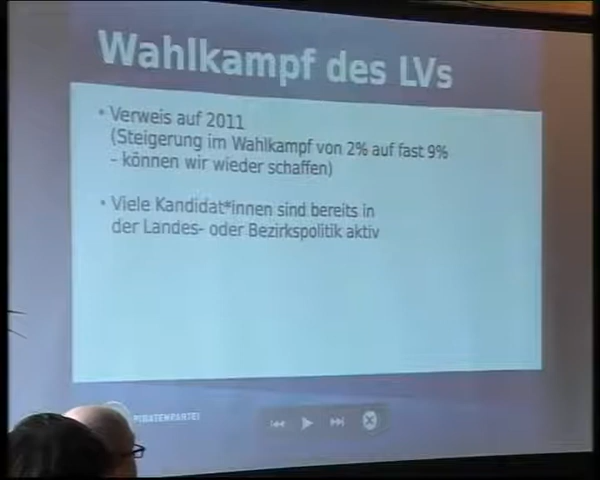 Wahlkampf des LVs
• Verweis auf 2011
(Steigerung im Wahlkampf von 2% auf fast 9%
- können wir wieder schaffen)
• Viele Kandidat*innen sind bereits in
der Landes- oder Bezirkspolitik aktiv
PIRATENPARTEI